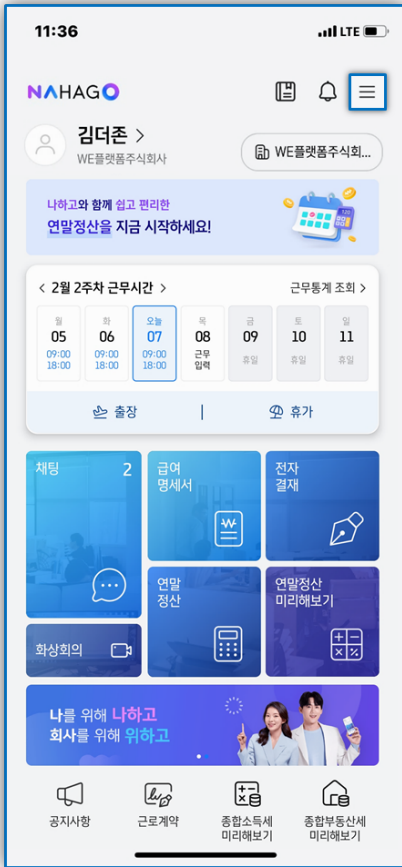 11:36
LTE
NAHAGO
김더존 >
WE플랫폼주식회사
WE플랫폼주식회...
나하고와 함께 쉽고 편리한
연말정산을 지금 시작하세요!
< 2월 2주차 근무시간 >
근무통계 조회 >
월 화 오늘 목 금 토 일
05 06 07 08 09 10 11
09:00 09:00 09:00 근무 휴일 휴일 휴일
18:00 18:00 18:00 입력
출장 | 휴가
채팅 2
급여
명세서
전자
결재
화상회의
연말
정산
연말정산
미리해보기
나를 위해 나하고
회사를 위해 위하고
공지사항
근로계약
종합소득세
미리해보기
종합부동산세
미리해보기